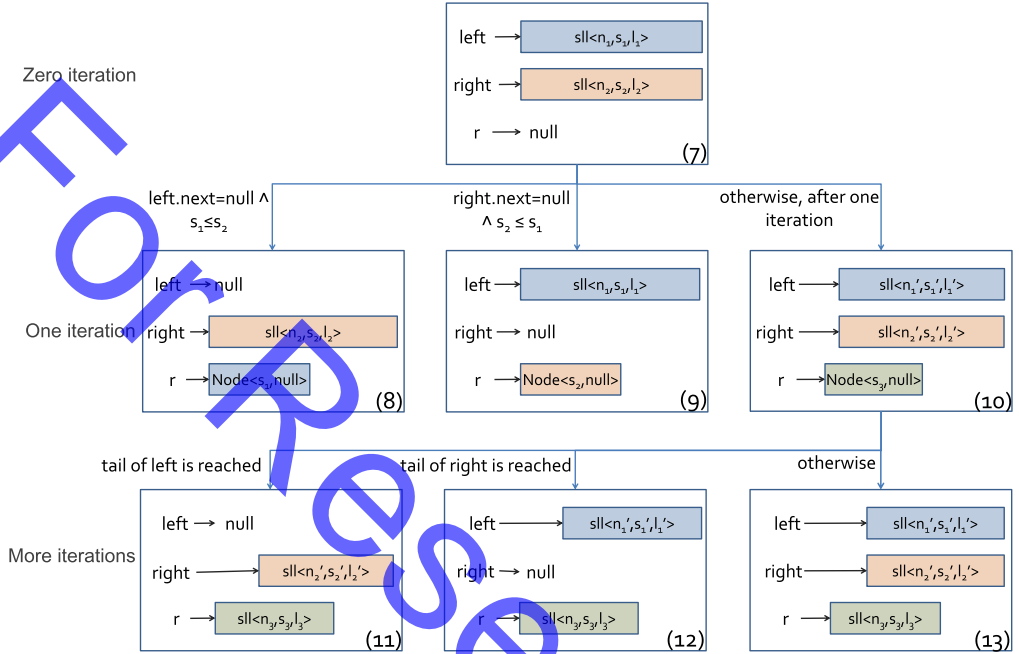 left
sll<n₁,s₁,l₁>
Zero iteration
right
sll<n₂,s₂,l₂>
r
null
(7)
left.next=null ∧
s₁≤s₂
right.next=null
∧ s₂ ≤ s₁
otherwise, after one
iteration
left
null
left
sll<n₁,s₁,l₁>
left
sll<n₁',s₁',l₁'>
One iteration
right
sll<n₂,s₂,l₂>
right
null
right
sll<n₂',s₂',l₂'>
r
Node<s₁,null>
(8)
r
Node<s₂,null>
(9)
r
Node<s₃,null>
(10)
tail of left is reached
tail of right is reached
otherwise
left
null
left
sll<n₁',s₁',l₁'>
left
sll<n₁',s₁',l₁'>
More iterations
right
sll<n₂',s₂',l₂'>
right
null
right
sll<n₂',s₂',l₂'>
r
sll<n₃,s₃,l₃>
(11)
r
sll<n₃,s₃,l₃>
(12)
r
sll<n₃,s₃,l₃>
(13)
For Rese